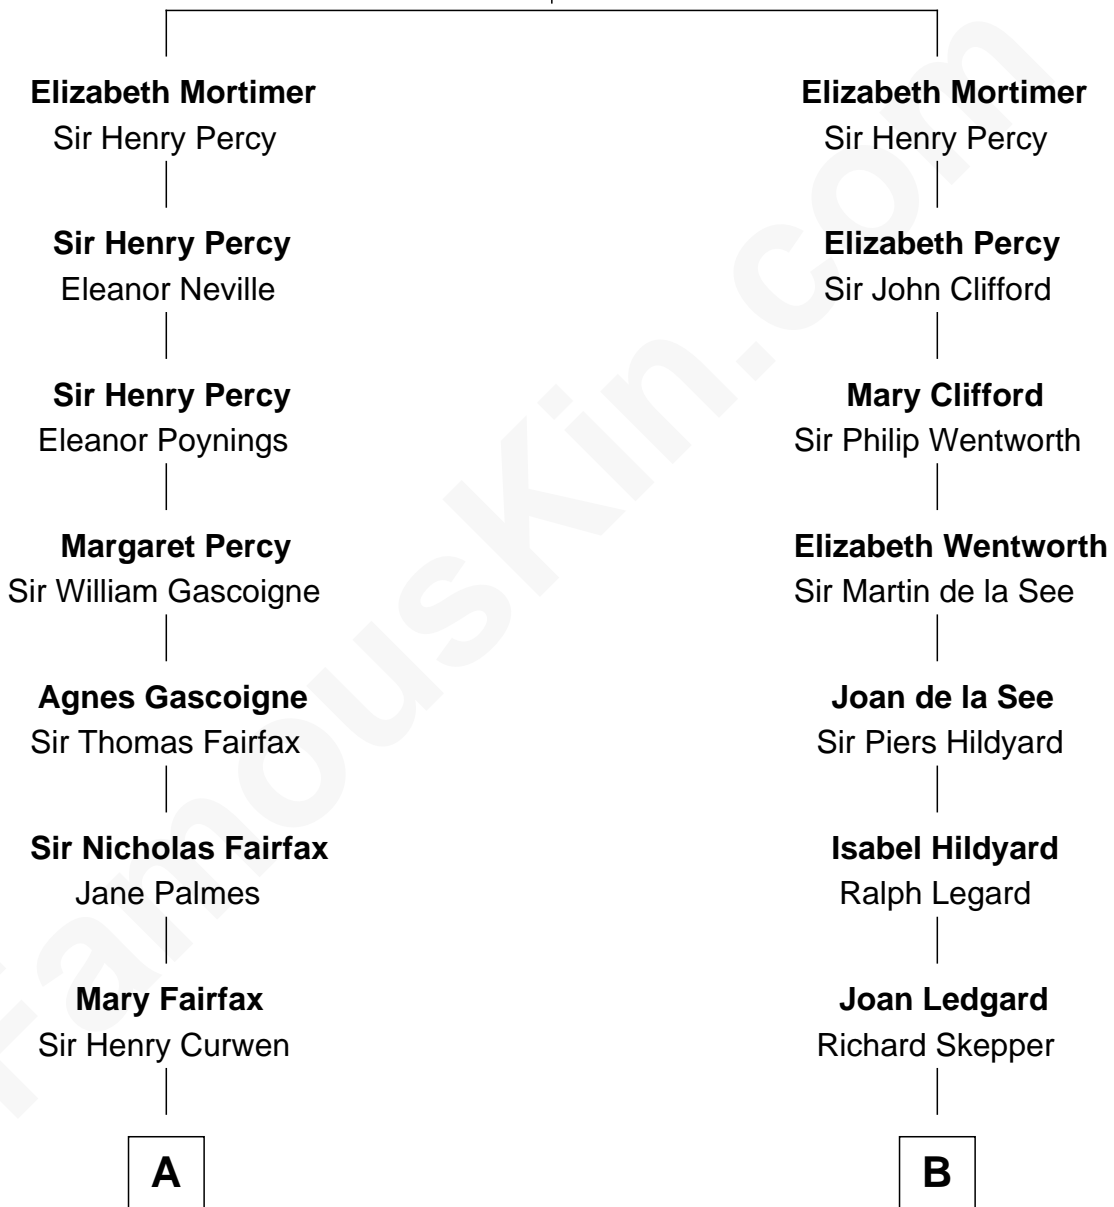 Elizabeth Mortimer
Sir Henry Percy
Sir Henry Percy
Eleanor Neville
Sir Henry Percy
Eleanor Poynings
Margaret Percy
Sir William Gascoigne
Agnes Gascoigne
Sir Thomas Fairfax
Sir Nicholas Fairfax
Jane Palmes
Mary Fairfax
Sir Henry Curwen
A
Elizabeth Mortimer
Sir Henry Percy
Elizabeth Percy
Sir John Clifford
Mary Clifford
Sir Philip Wentworth
Elizabeth Wentworth
Sir Martin de la See
Joan de la See
Sir Piers Hildyard
Isabel Hildyard
Ralph Legard
Joan Ledgard
Richard Skepper
B
FamousKin.com